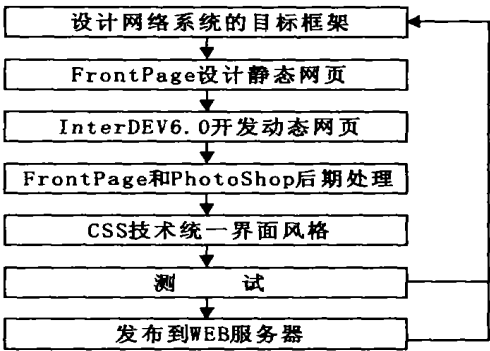 设计网络系统的目标框架
FrontPage设计静态网页
InterDEV6.0开发动态网页
FrontPage和PhotoShop后期处理
CSS技术统一界面风格
测 试
发布到WEB服务器